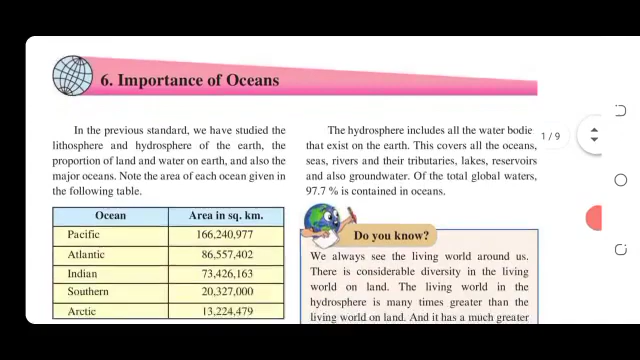 6. Importance of Oceans
In the previous standard, we have studied the
lithosphere and hydrosphere of the earth, the
proportion of land and water on earth, and also the
major oceans. Note the area of each ocean given in
the following table.
Ocean Area in sq. km.
Pacific 166,240,977
Atlantic 86,557,402
Indian 73,426,163
Southern 20,327,000
Arctic 13,224,479
The hydrosphere includes all the water bodie
that exist on the earth. This covers all the oceans,
seas, rivers and their tributaries, lakes, reservoirs
and also groundwater. Of the total global waters,
97.7 % is contained in oceans.
Do you know?
We always see the living world around us.
There is considerable diversity in the living
world on land. The living world in the
hydrosphere is many times greater than the
living world on land. And it has a much greater
1/9